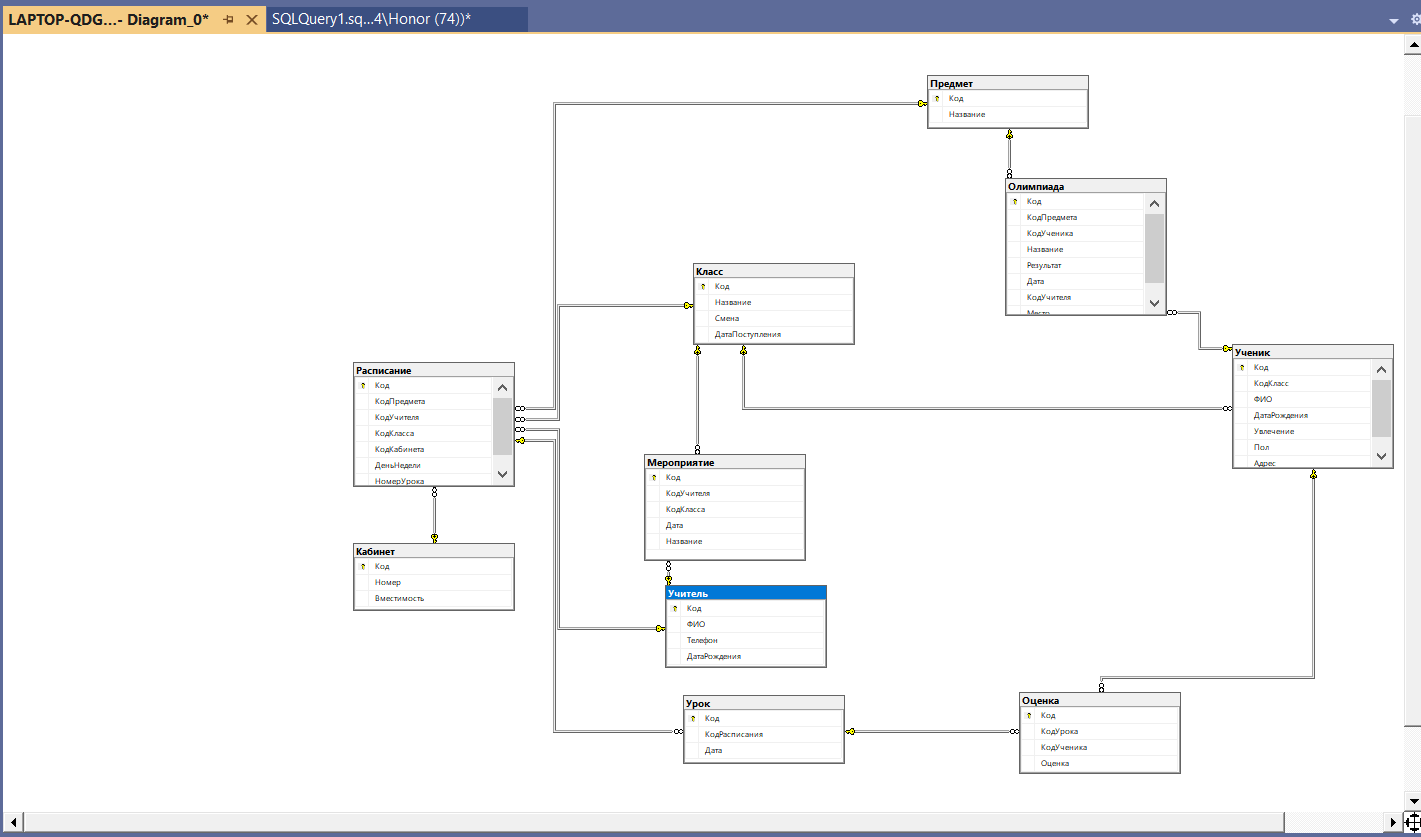 LAPTOP-QDG...- Diagram_0*
SQLQuery1.sq...4\Honor (74))*
Предмет
Код
Название
Олимпиада
Код
КодПредмета
КодУченика
Название
Результат
Дата
КодУчителя
Место
Класс
Код
Название
Смена
ДатаПоступления
Ученик
Код
КодКласс
ФИО
ДатаРождения
Увлечение
Пол
Адрес
Расписание
Код
КодПредмета
КодУчителя
КодКласса
КодКабинета
ДеньНедели
НомерУрока
Мероприятие
Код
КодУчителя
КодКласса
Дата
Название
Кабинет
Код
Номер
Вместимость
Учитель
Код
ФИО
Телефон
ДатаРождения
Урок
Код
КодРасписания
Дата
Оценка
Код
КодУрока
КодУченика
Оценка